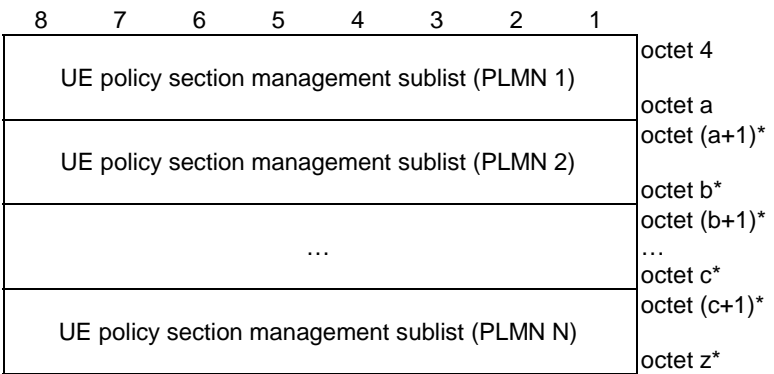 8 7 6 5 4 3 2 1
octet 4
UE policy section management sublist (PLMN 1)
octet a
octet (a+1)*
UE policy section management sublist (PLMN 2)
octet b*
octet (b+1)*
… …
octet c*
octet (c+1)*
UE policy section management sublist (PLMN N)
octet z*